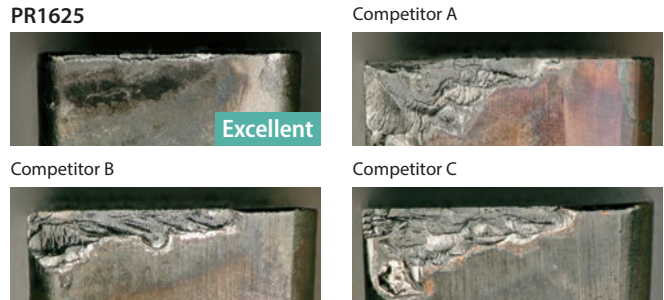 PR1625
Competitor A
Excellent
Competitor B
Competitor C